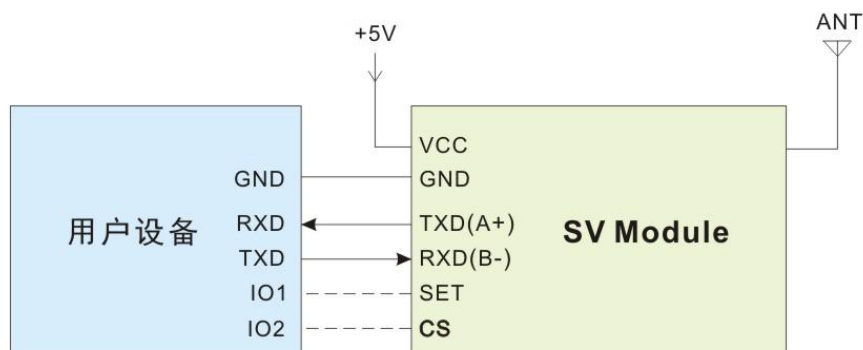 +5V
ANT
VCC
GND
GND
RXD
TXD(A+)
用户设备
SV Module
TXD
RXD(B-)
IO1
SET
IO2
CS